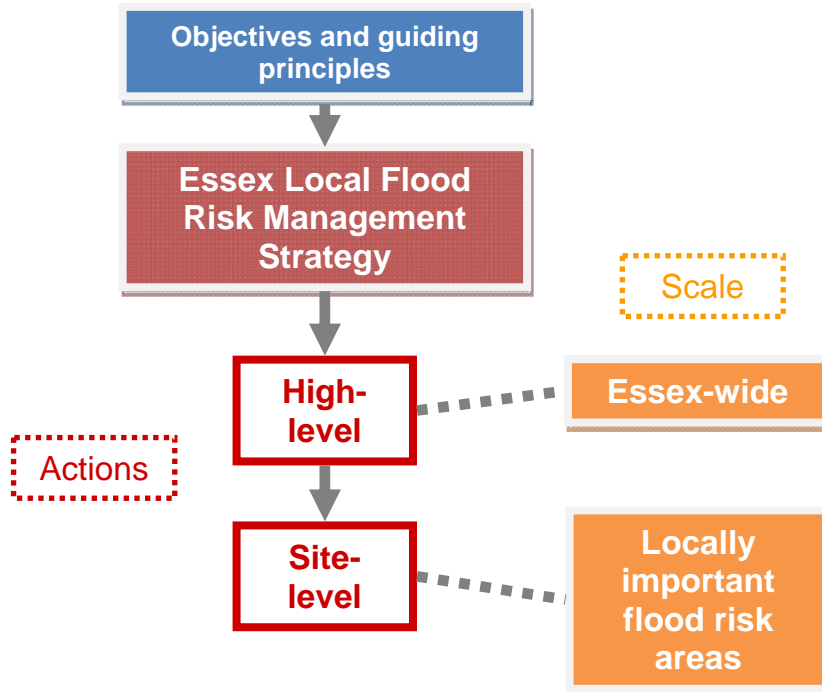 Objectives and guiding
principles
Essex Local Flood
Risk Management
Strategy
Scale
High-
level
Essex-wide
Actions
Site-
level
Locally
important
flood risk
areas